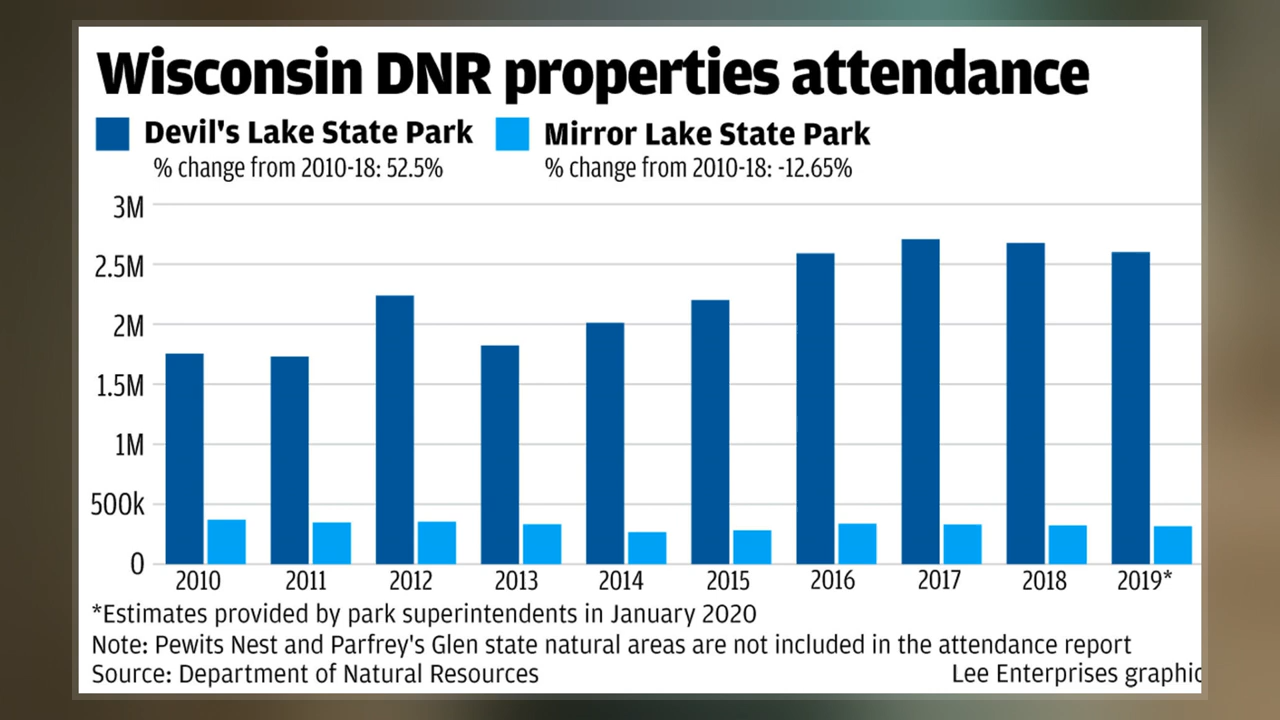 Wisconsin DNR properties attendance
Devil's Lake State Park
% change from 2010-18: 52.5%
Mirror Lake State Park
% change from 2010-18: -12.65%
3M
2.5M
2M
1.5M
1M
500k
0
2010 2011 2012 2013 2014 2015 2016 2017 2018 2019*
*Estimates provided by park superintendents in January 2020
Note: Pewits Nest and Parfrey's Glen state natural areas are not included in the attendance report
Source: Department of Natural Resources
Lee Enterprises graphic